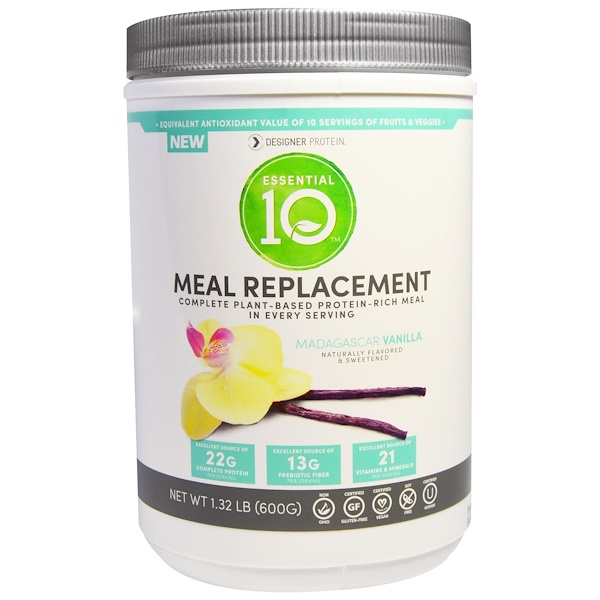 • EQUIVALENT ANTIOXIDANT VALUE OF 10 SERVINGS OF FRUITS & VEGGIES •
NEW
DESIGNER PROTEIN.
ESSENTIAL
10
TM
MEAL REPLACEMENT
COMPLETE PLANT-BASED PROTEIN-RICH MEAL
IN EVERY SERVING
MADAGASCAR VANILLA
NATURALLY FLAVORED
& SWEETENED
EXCELLENT SOURCE OF
22G
COMPLETE PROTEIN
PER SERVING
EXCELLENT SOURCE OF
13G
PREBIOTIC FIBER
PER SERVING
EXCELLENT SOURCE OF
21
VITAMINS & MINERALS
PER SERVING
NET WT 1.32 LB (600G)
NON
GMO
CERTIFIED
GF
GLUTEN-FREE
CERTIFIED
VEGAN
SOY
FREE
CERTIFIED
U
KOSHER